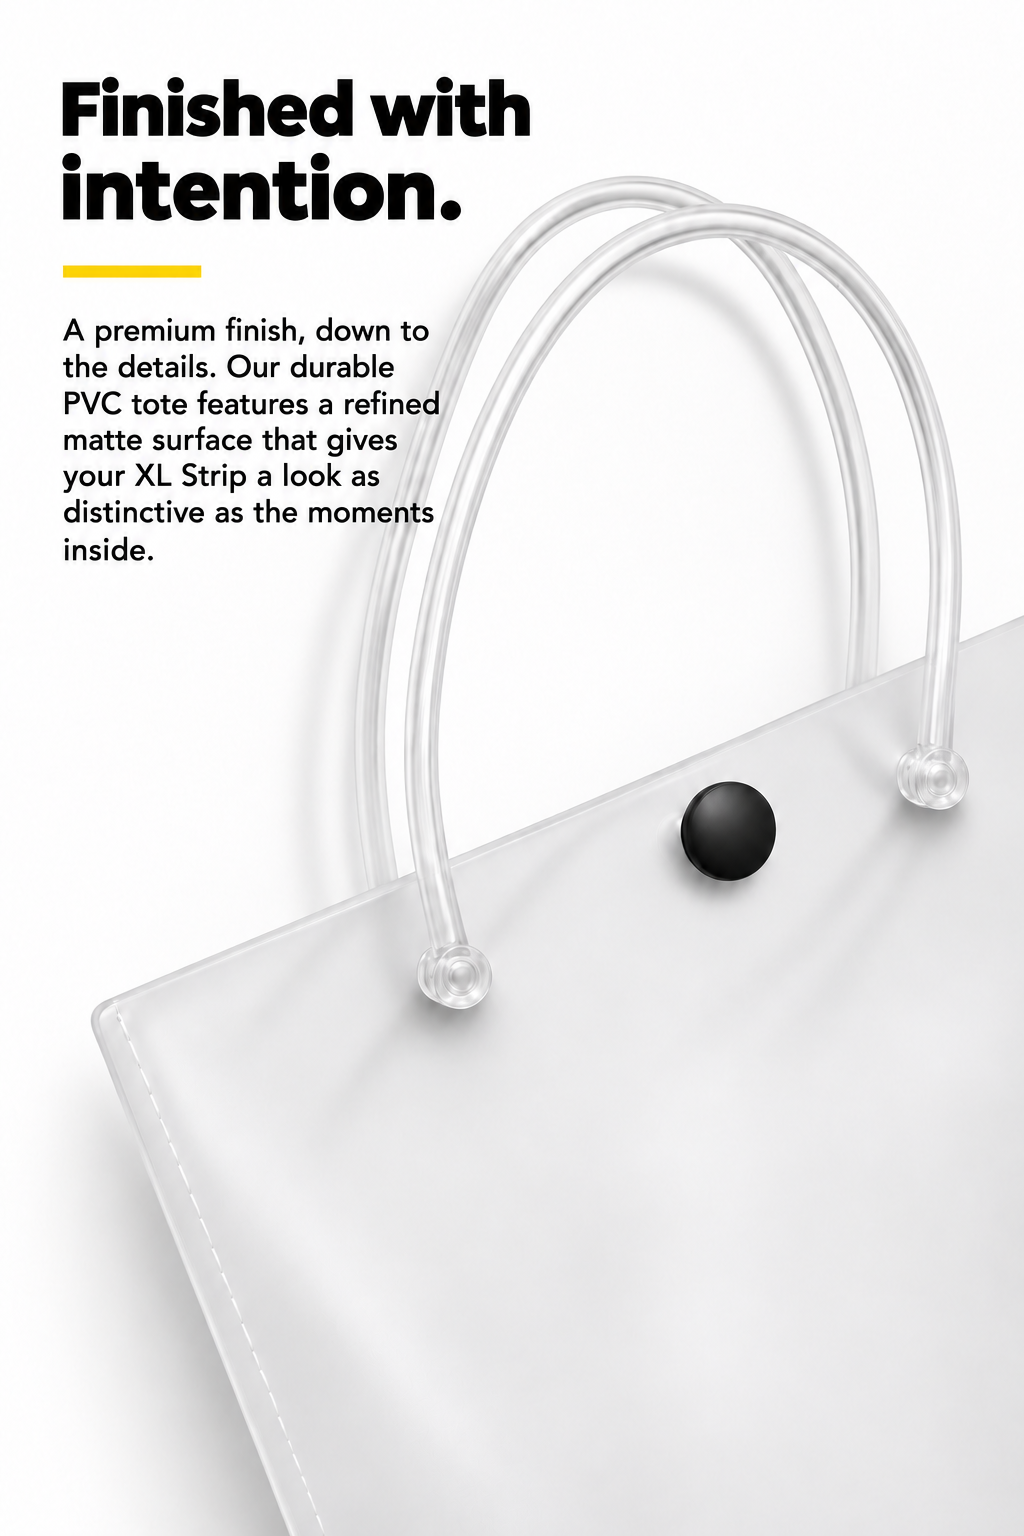 Finished with
intention.
A premium finish, down to
the details. Our durable
PVC tote features a refined
matte surface that gives
your XL Strip a look as
distinctive as the moments
inside.